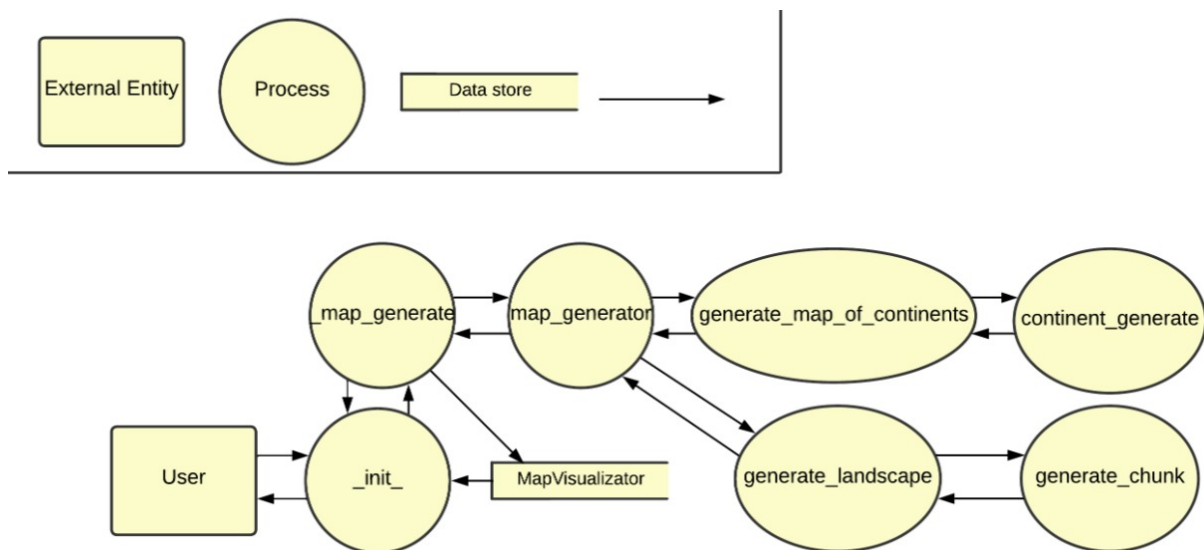 External Entity
Process
Data store
_map_generate
map_generator
generate_map_of_continents
continent_generate
User
_init_
MapVisualizator
generate_landscape
generate_chunk